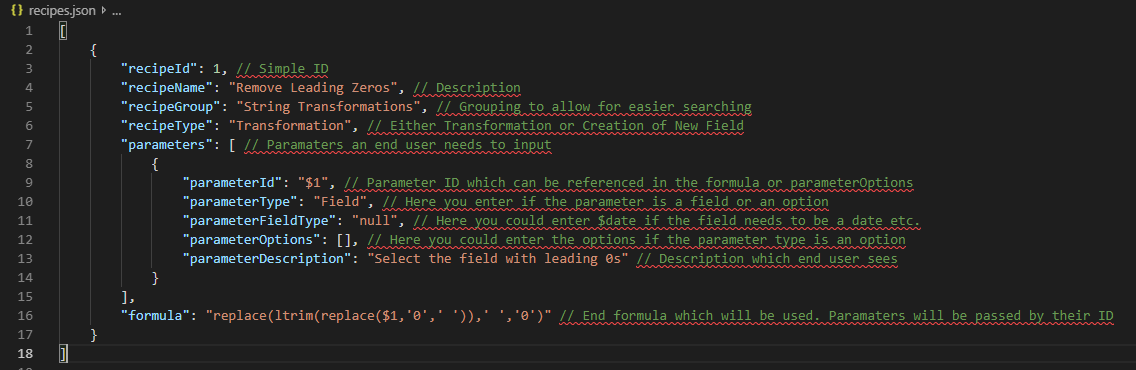 {} recipes.json > ...
1 [
2 {
3 "recipeId": 1, // Simple ID
4 "recipeName": "Remove Leading Zeros", // Description
5 "recipeGroup": "String Transformations", // Grouping to allow for easier searching
6 "recipeType": "Transformation", // Either Transformation or Creation of New Field
7 "parameters": [ // Paramaters an end user needs to input
8 {
9 "parameterId": "$1", // Parameter ID which can be referenced in the formula or parameterOptions
10 "parameterType": "Field", // Here you enter if the parameter is a field or an option
11 "parameterFieldType": "null", // Here you could enter $date if the field needs to be a date etc.
12 "parameterOptions": [], // Here you could enter the options if the parameter type is an option
13 "parameterDescription": "Select the field with leading 0s" // Description which end user sees
14 }
15 ],
16 "formula": "replace(ltrim(replace($1,'0',' ')),' ','0')" // End formula which will be used. Paramaters will be passed by their ID
17 }
18 ]